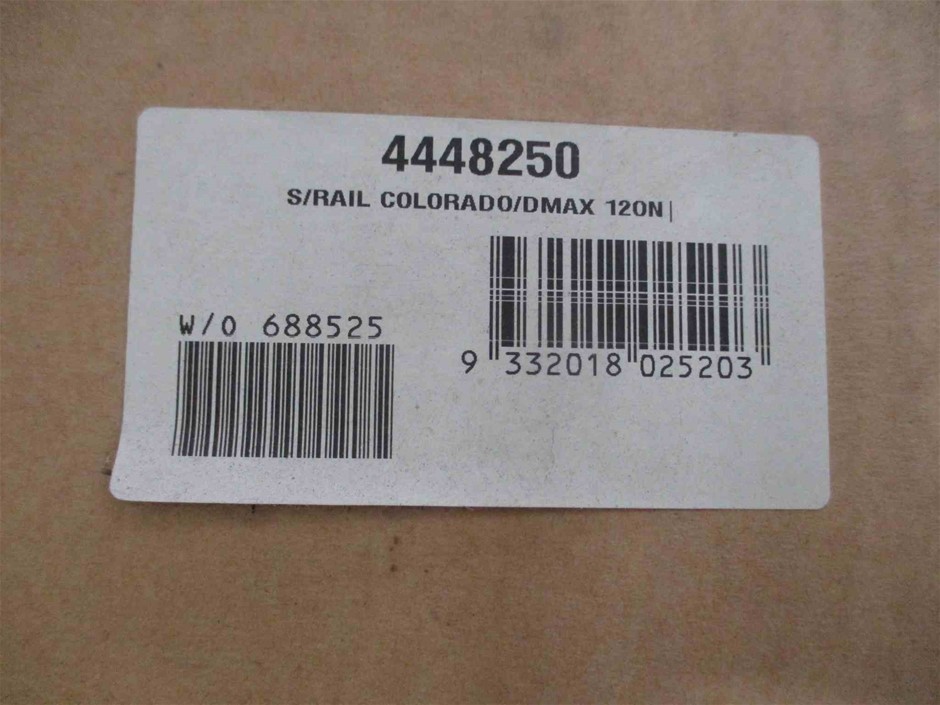 4448250
S/RAIL COLORADO/DMAX 120N|
W/O 688525
9 332018 025203